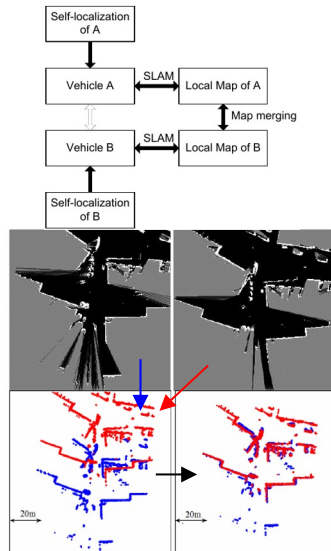 Self-localization
of A
Vehicle A
SLAM
Local Map of A
Map merging
Vehicle B
SLAM
Local Map of B
Self-localization
of B
20m
20m